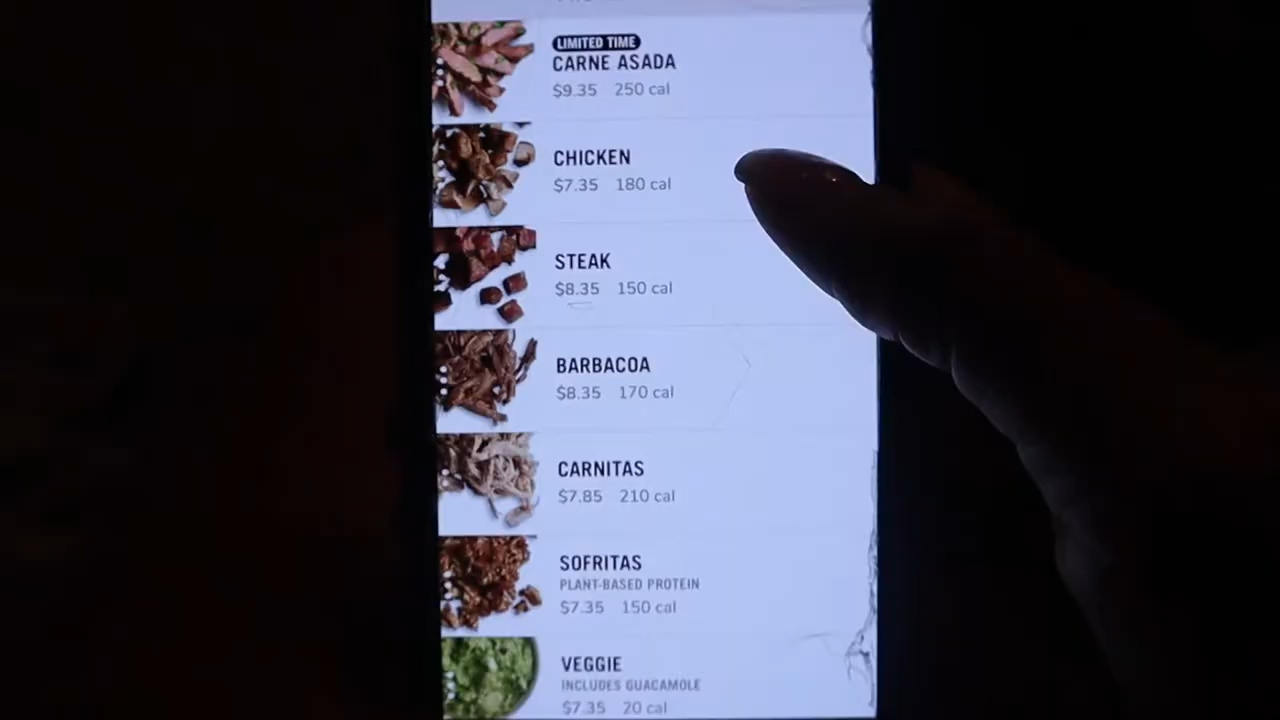 LIMITED TIME
CARNE ASADA
$9.35 250 cal
CHICKEN
$7.35 180 cal
STEAK
$8.35 150 cal
BARBACOA
$8.35 170 cal
CARNITAS
$7.85 210 cal
SOFRITAS
PLANT-BASED PROTEIN
$7.35 150 cal
VEGGIE
INCLUDES GUACAMOLE
$7.35 20 cal